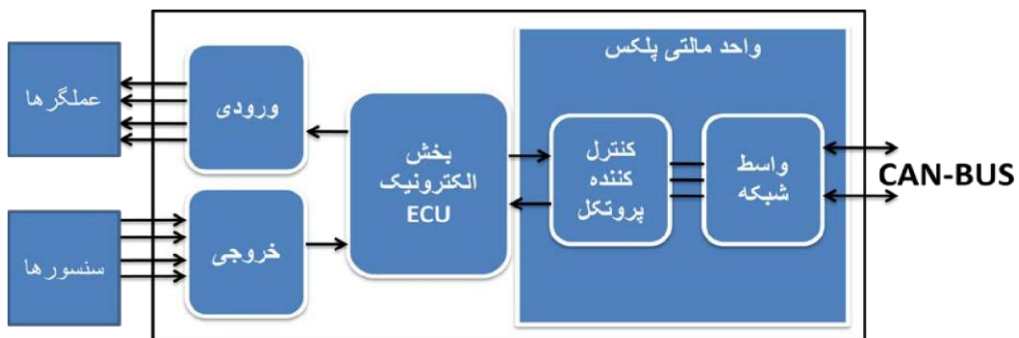 واحد مالتی پلکس
عملگرها
ورودی
بخش
الکترونیک
ECU
کنترل
کننده
پروتکل
واسط
شبکه
CAN-BUS
سنسورها
خروجی